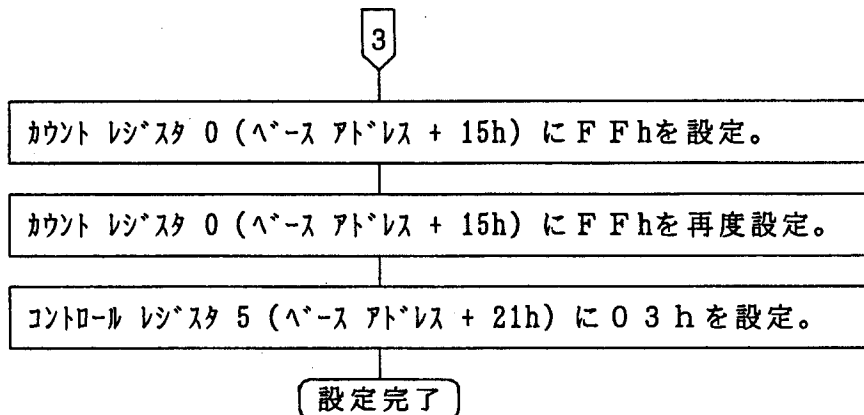 3
ｶｳﾝﾄ ﾚｼﾞｽﾀ 0 (ﾍﾞｰｽ ｱﾄﾞﾚｽ + 15h) にＦＦhを設定。
ｶｳﾝﾄ ﾚｼﾞｽﾀ 0 (ﾍﾞｰｽ ｱﾄﾞﾚｽ + 15h) にＦＦhを再度設定。
ｺﾝﾄﾛｰﾙ ﾚｼﾞｽﾀ 5 (ﾍﾞｰｽ ｱﾄﾞﾚｽ + 21h) に０３ｈを設定。
設定完了